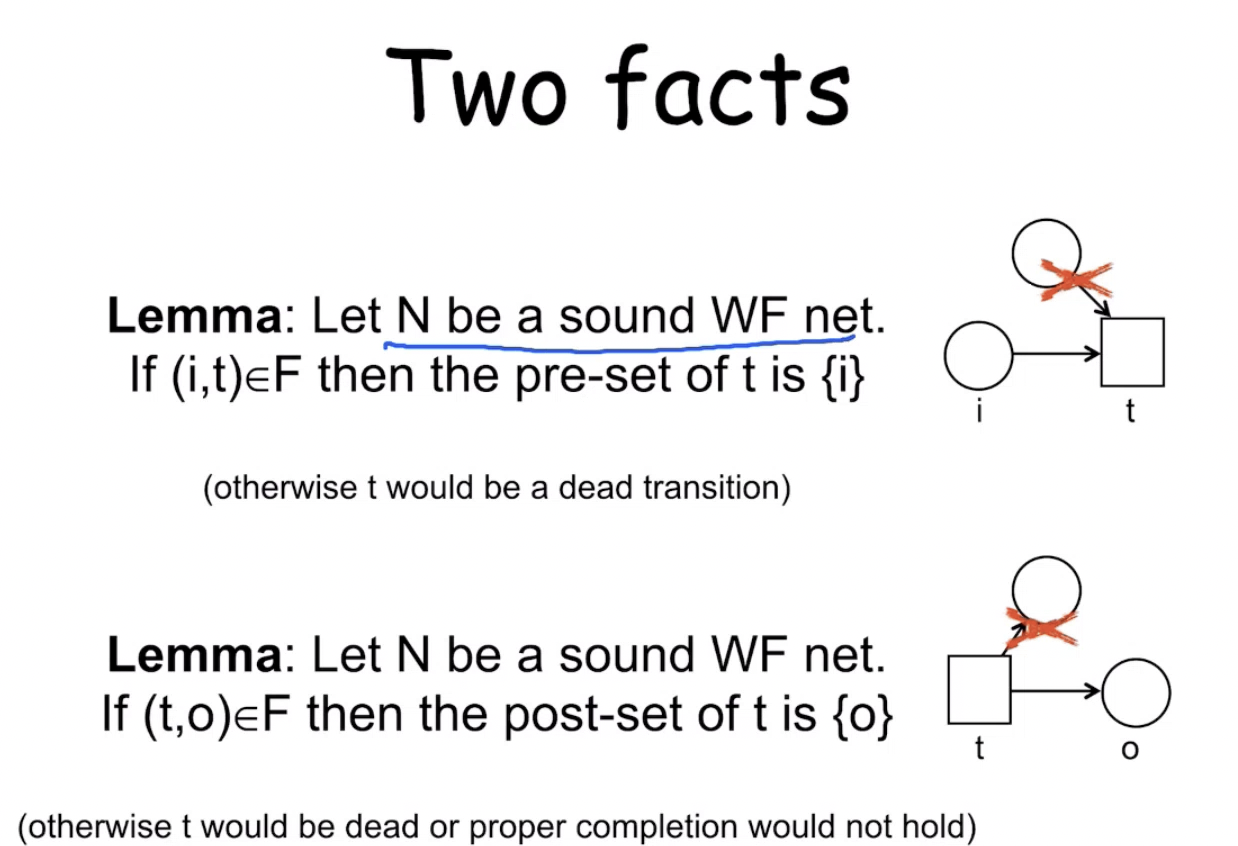 Two facts
Lemma: Let N be a sound WF net.
If (i,t)∈F then the pre-set of t is {i}
i
t
(otherwise t would be a dead transition)
Lemma: Let N be a sound WF net.
If (t,o)∈F then the post-set of t is {o}
t
o
(otherwise t would be dead or proper completion would not hold)